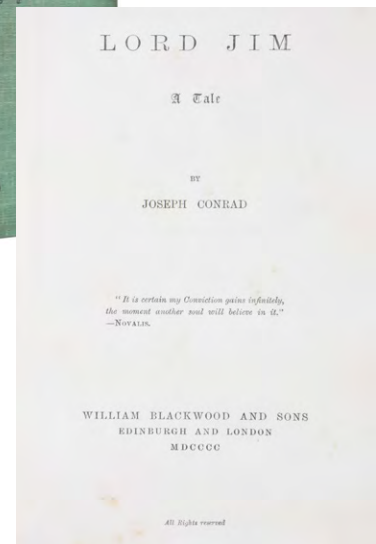 LORD JIM
A Tale
BY
JOSEPH CONRAD
"It is certain my Conviction gains infinitely,
the moment another soul will believe in it."
—NOVALIS.
WILLIAM BLACKWOOD AND SONS
EDINBURGH AND LONDON
MDCCCC
All Rights reserved